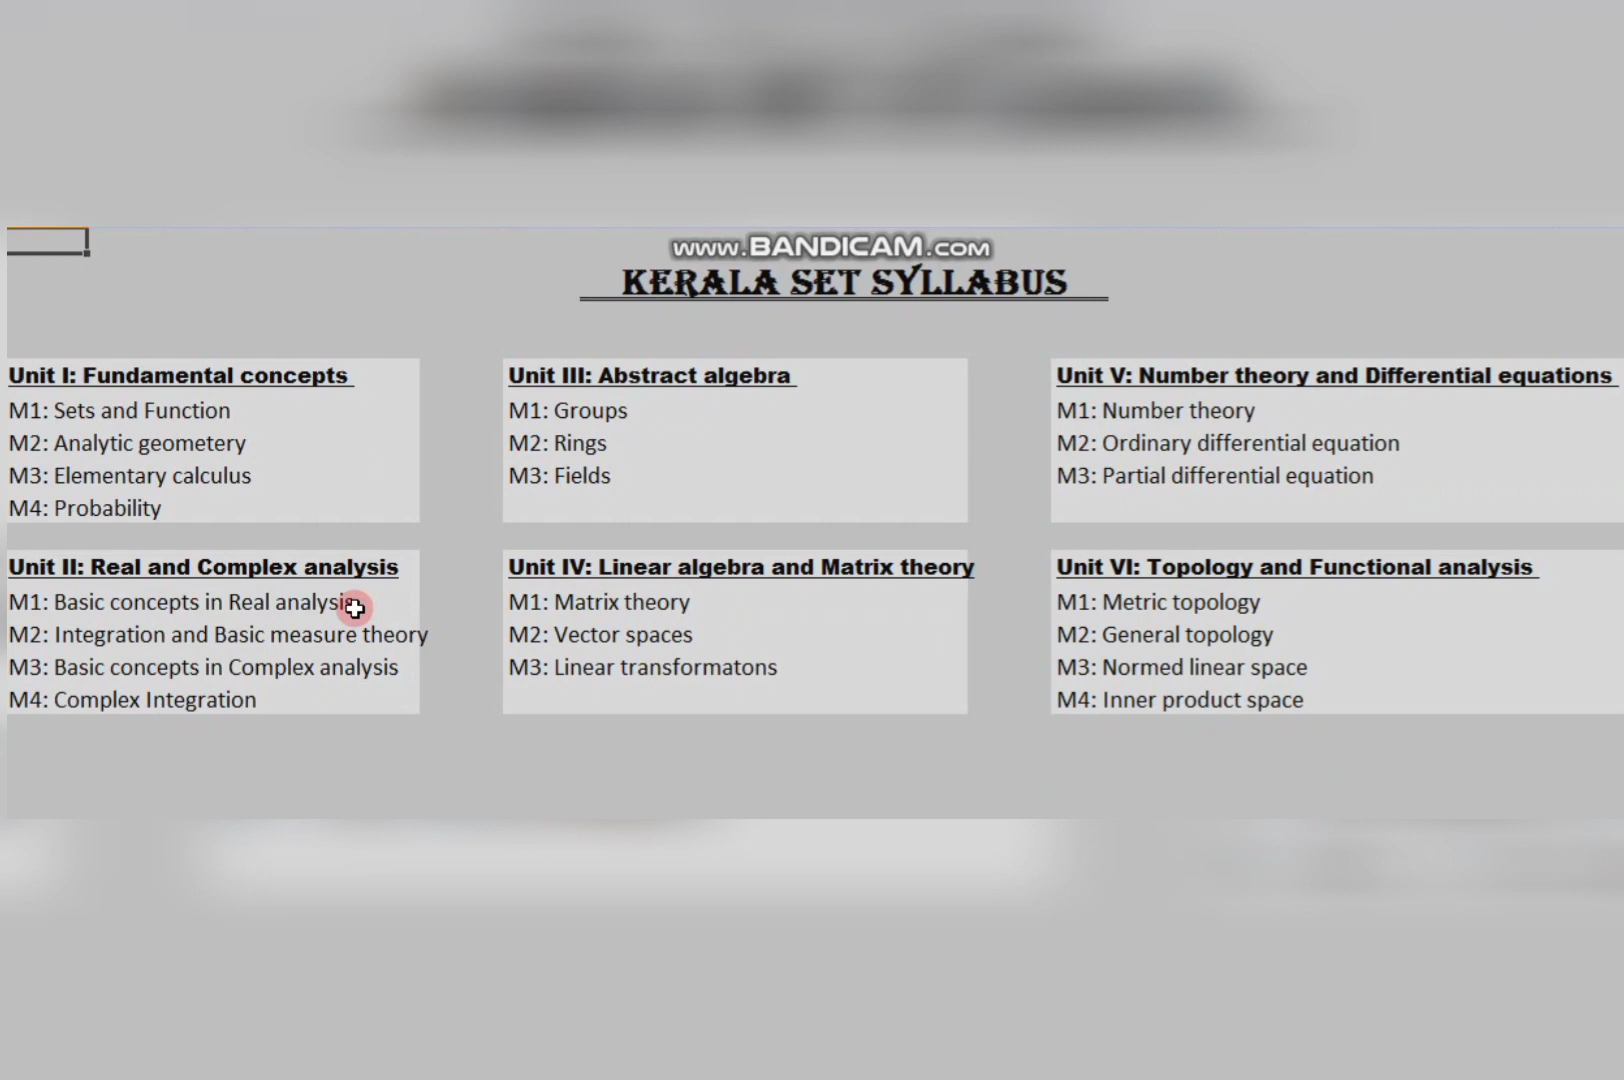 www.BANDICAM.com
KERALA SET SYLLABUS
Unit I: Fundamental concepts
M1: Sets and Function
M2: Analytic geometery
M3: Elementary calculus
M4: Probability
Unit II: Real and Complex analysis
M1: Basic concepts in Real analysis
M2: Integration and Basic measure theory
M3: Basic concepts in Complex analysis
M4: Complex Integration
Unit III: Abstract algebra
M1: Groups
M2: Rings
M3: Fields
Unit IV: Linear algebra and Matrix theory
M1: Matrix theory
M2: Vector spaces
M3: Linear transformatons
Unit V: Number theory and Differential equations
M1: Number theory
M2: Ordinary differential equation
M3: Partial differential equation
Unit VI: Topology and Functional analysis
M1: Metric topology
M2: General topology
M3: Normed linear space
M4: Inner product space